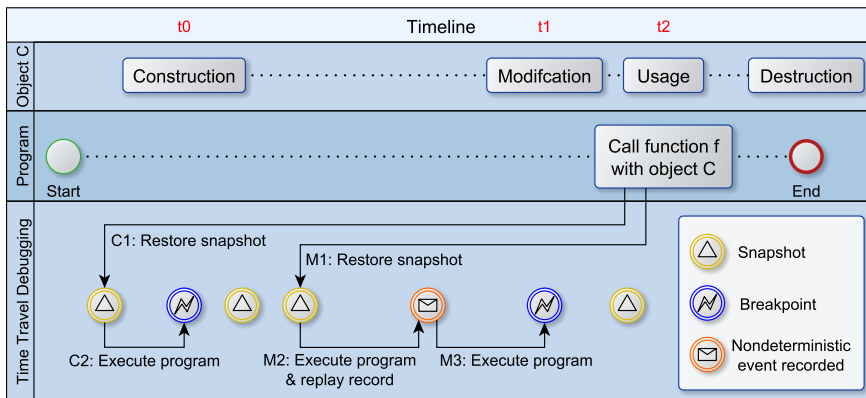 t0 Timeline t1 t2
Object C
Construction Modifcation Usage Destruction
Program
Call function f
with object C
Start End
Time Travel Debugging
C1: Restore snapshot
M1: Restore snapshot
C2: Execute program
M2: Execute program
& replay record
M3: Execute program
Snapshot
Breakpoint
Nondeterministic
event recorded